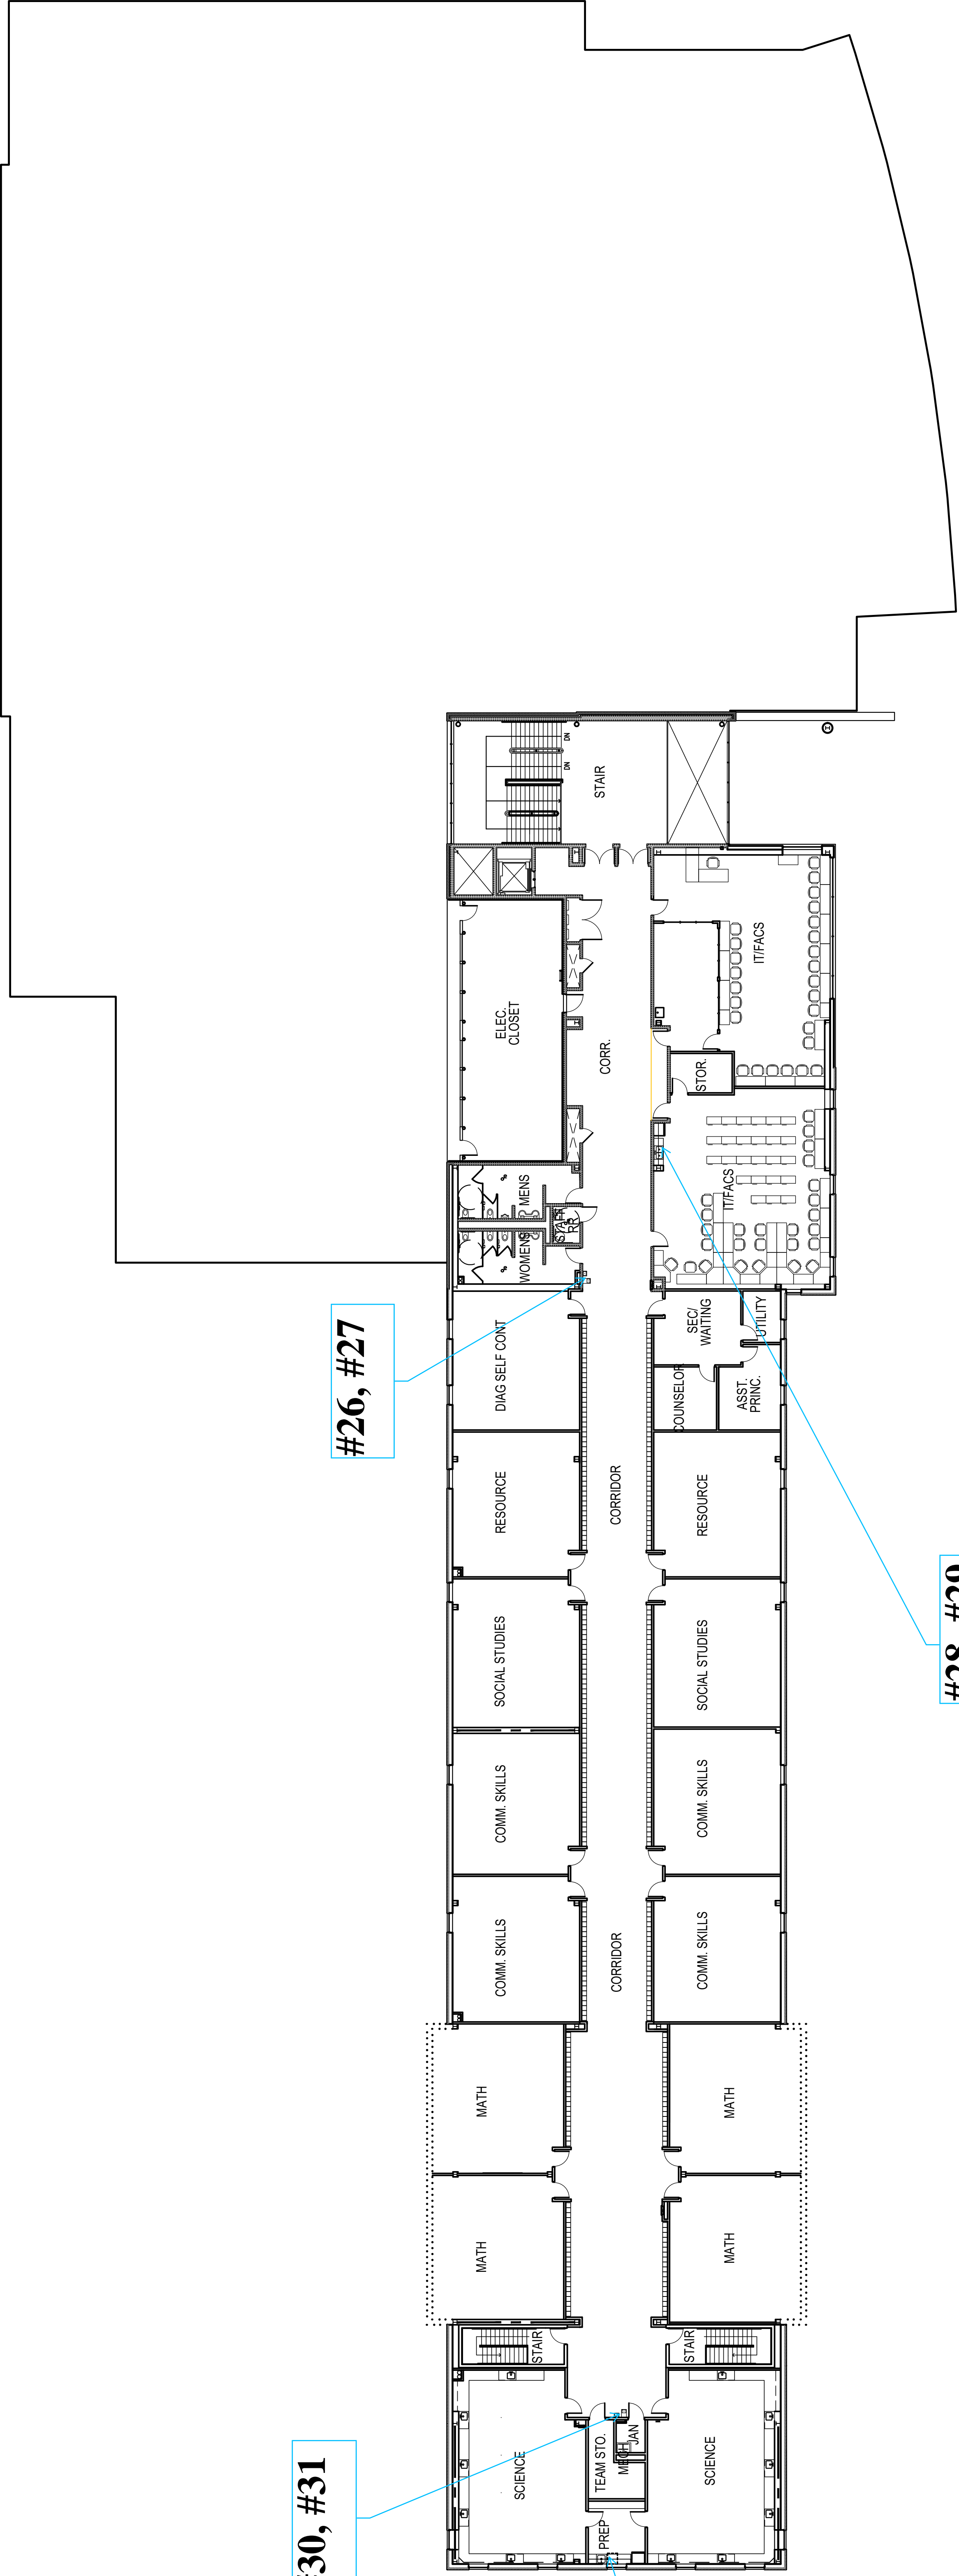 DN
DN
STAIR
ELEC.
CLOSET
CORR.
IT/FACS
STOR.
IT/FACS
MENS
STAFF
RR
WOMENS
#26, #27
DIAG SELF CONT
SEC/
WAITING
UTILITY
COUNSELOR
ASST.
PRINC.
RESOURCE
CORRIDOR
RESOURCE
#28, #29
SOCIAL STUDIES
SOCIAL STUDIES
COMM. SKILLS
COMM. SKILLS
COMM. SKILLS
CORRIDOR
COMM. SKILLS
MATH
MATH
MATH
MATH
STAIR
STAIR
#30, #31
SCIENCE
TEAM STO.
MECH
JAN
SCIENCE
PREP